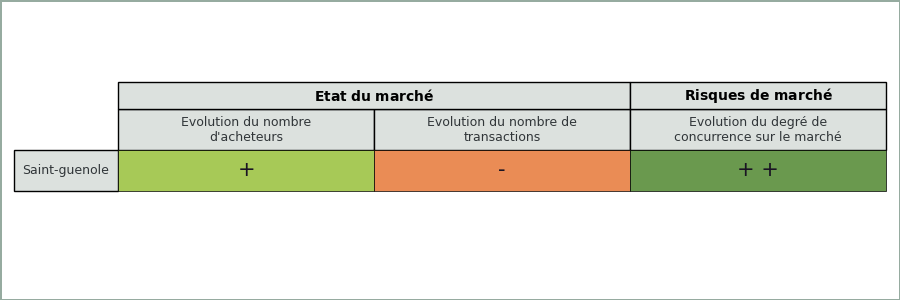 Etat du marché
Risques de marché
Evolution du nombre
d'acheteurs
Evolution du nombre de
transactions
Evolution du degré de
concurrence sur le marché
Saint-guenole
+
-
+ +